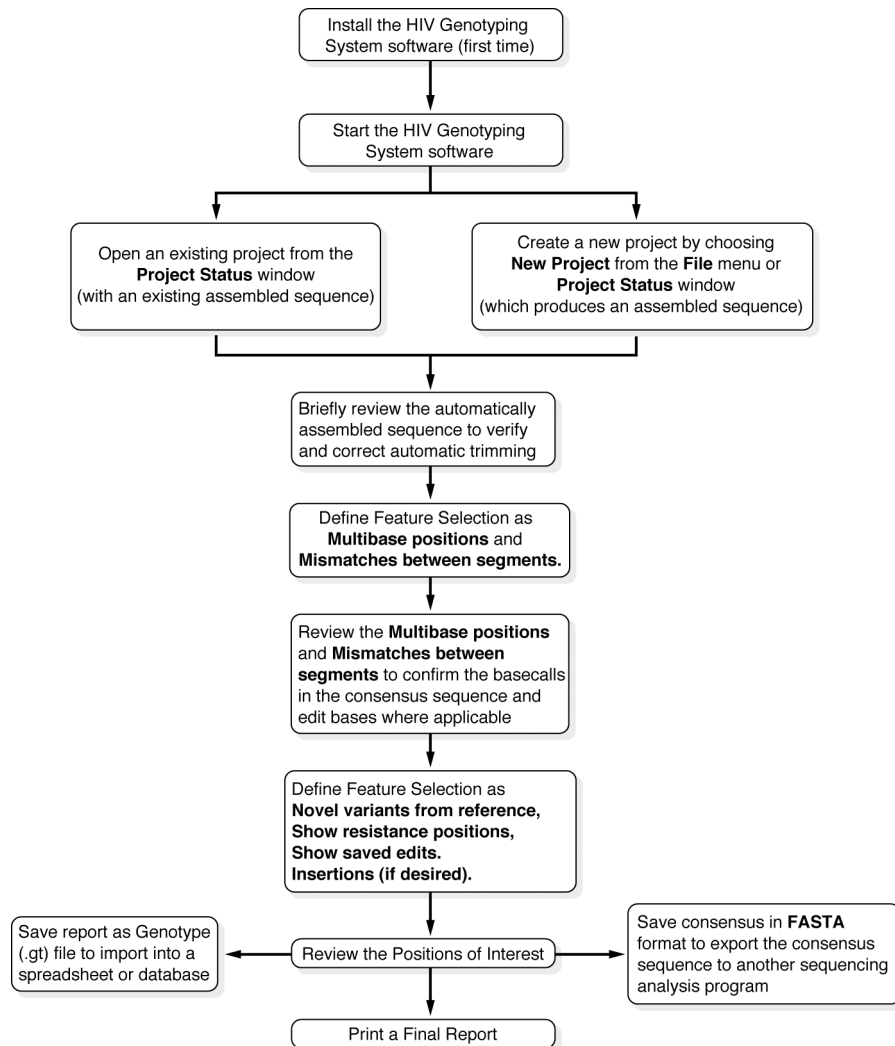 Install the HIV Genotyping
System software (first time)
Start the HIV Genotyping
System software
Open an existing project from the
Project Status window
(with an existing assembled sequence)
Create a new project by choosing
New Project from the File menu or
Project Status window
(which produces an assembled sequence)
Briefly review the automatically
assembled sequence to verify
and correct automatic trimming
Define Feature Selection as
Multibase positions and
Mismatches between segments.
Review the Multibase positions
and Mismatches between
segments to confirm the basecalls
in the consensus sequence and
edit bases where applicable
Define Feature Selection as
Novel variants from reference,
Show resistance positions,
Show saved edits.
Insertions (if desired).
Save report as Genotype
(.gt) file to import into a
spreadsheet or database
Review the Positions of Interest
Save consensus in FASTA
format to export the consensus
sequence to another sequencing
analysis program
Print a Final Report